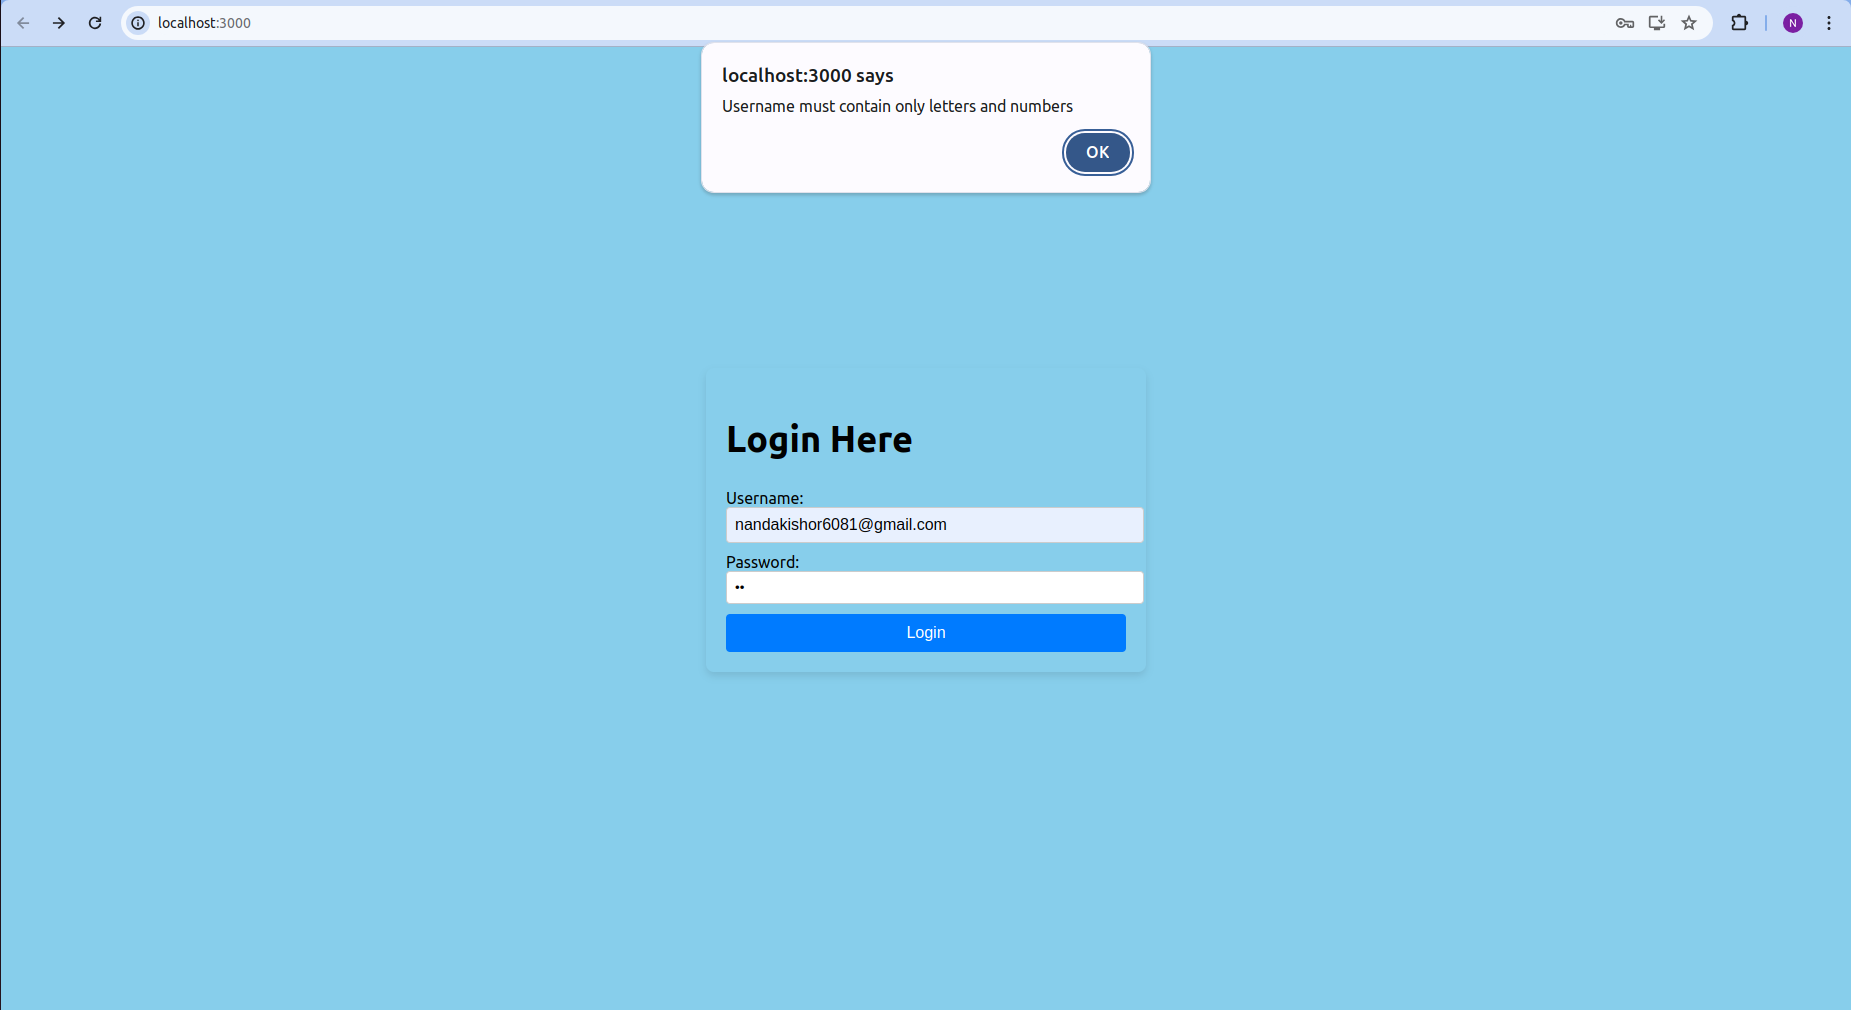 localhost:3000
N
localhost:3000 says
Username must contain only letters and numbers
OK
Login Here
Username:
nandakishor6081@gmail.com
Password:
••
Login